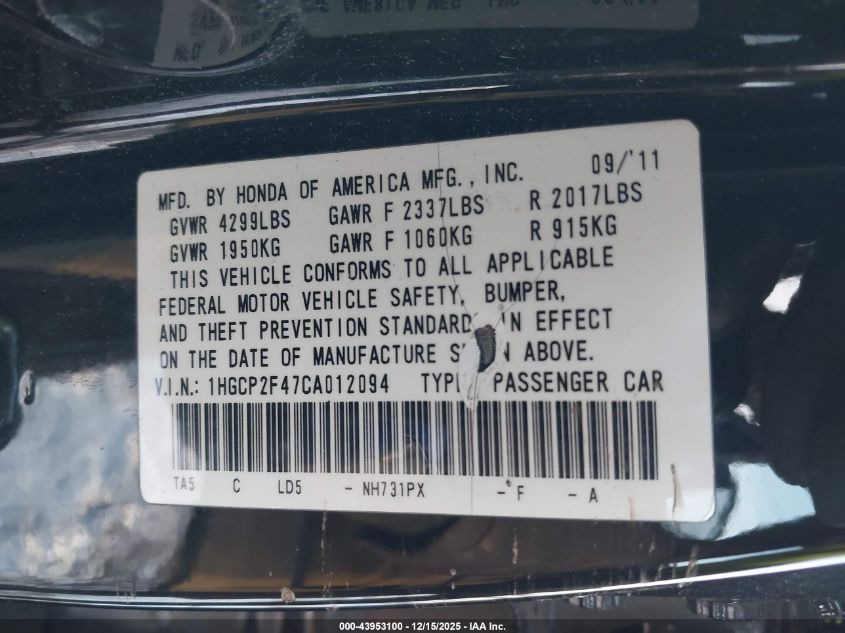 MFD. BY HONDA OF AMERICA MFG., INC. 09/'11
GVWR 4299LBS GAWR F 2337LBS R 2017LBS
GVWR 1950KG GAWR F 1060KG R 915KG
THIS VEHICLE CONFORMS TO ALL APPLICABLE
FEDERAL MOTOR VEHICLE SAFETY, BUMPER,
AND THEFT PREVENTION STANDARD IN EFFECT
ON THE DATE OF MANUFACTURE ABOVE.
V.I.N.: 1HGCP2F47CA012094 TYP PASSENGER CAR
TA5 C LD5 - NH731PX - F - A
000-43953100 - 12/15/2025 - IAA Inc.